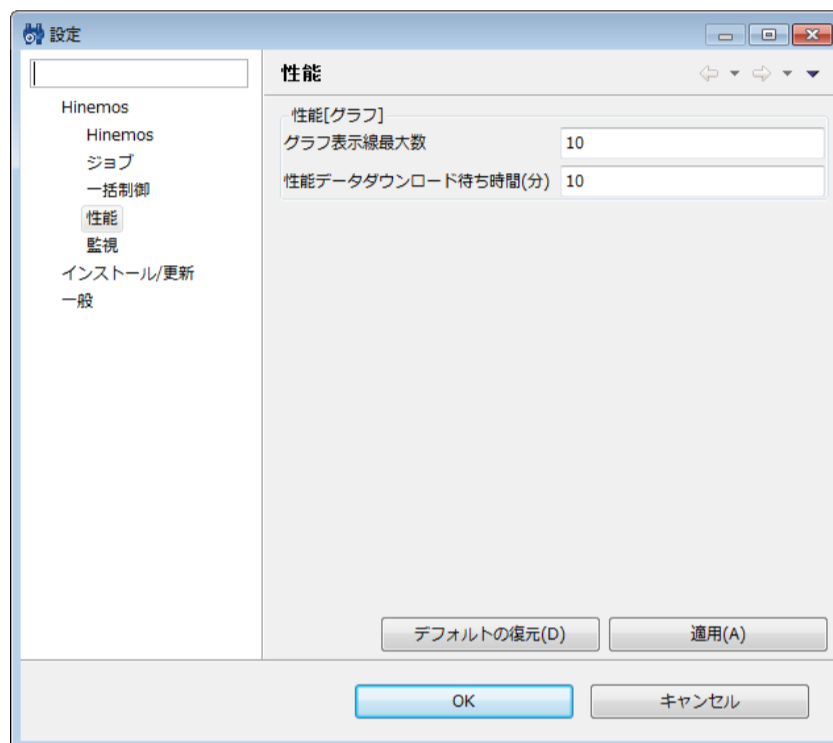 設定
性能
Hinemos
Hinemos
ジョブ
一括制御
性能
監視
インストール/更新
一般
性能[グラフ]
グラフ表示線最大数 10
性能データダウンロード待ち時間(分) 10
デフォルトの復元(D) 適用(A)
OK キャンセル